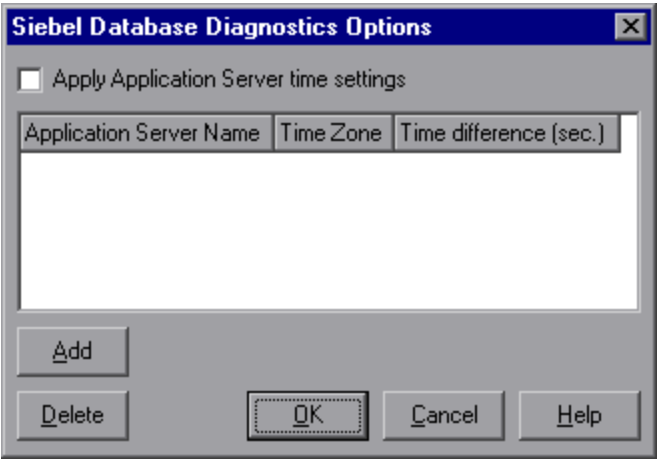 Siebel Database Diagnostics Options
Apply Application Server time settings
Application Server Name Time Zone Time difference (sec.)
Add
Delete OK Cancel Help